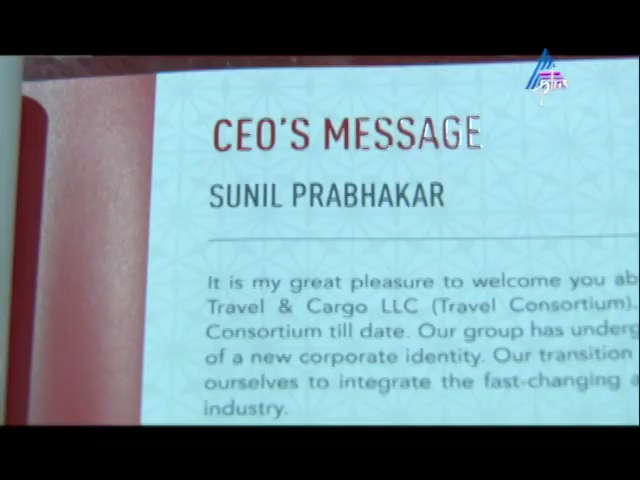 CEO'S MESSAGE
SUNIL PRABHAKAR
It is my great pleasure to welcome you ab
Travel & Cargo LLC (Travel Consortium).
Consortium till date. Our group has underg
of a new corporate identity. Our transition
ourselves to integrate the fast-changing a
industry.